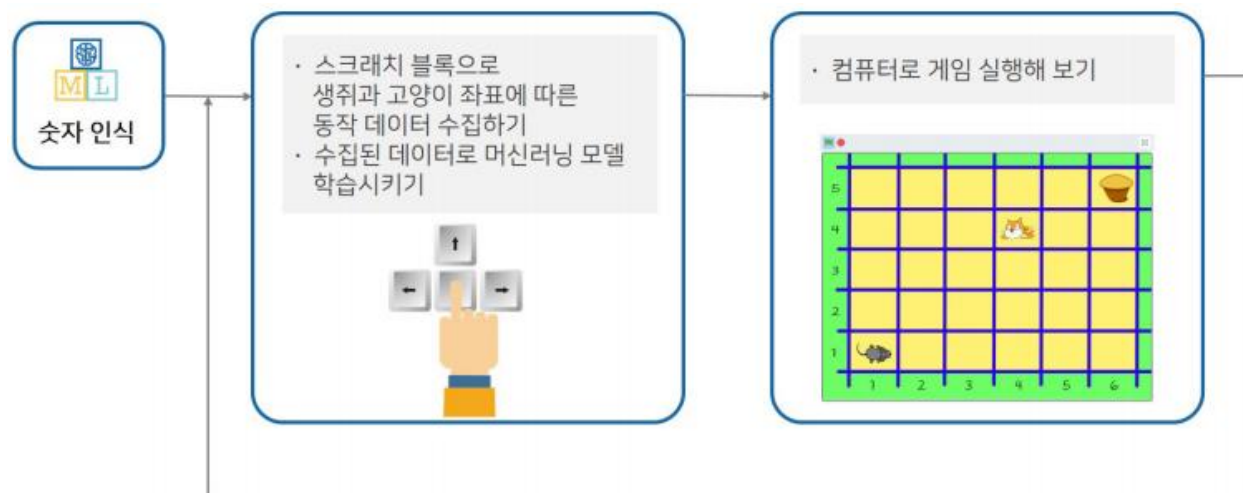 M L
숫자 인식
· 스크래치 블록으로
생쥐과 고양이 좌표에 따른
동작 데이터 수집하기
· 수집된 데이터로 머신러닝 모델
학습시키기
· 컴퓨터로 게임 실행해 보기
5
4
3
2
1
1 2 3 4 5 6